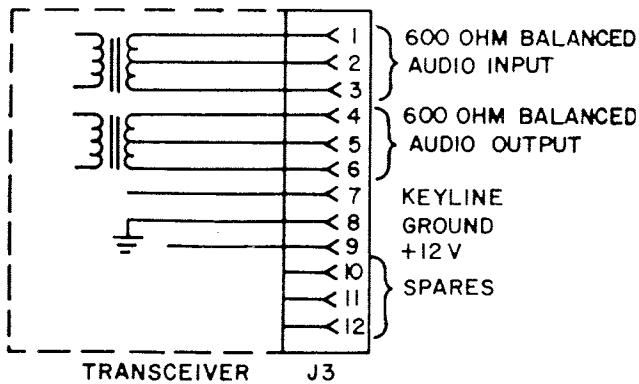 1 600 OHM BALANCED
2 AUDIO INPUT
3
4 600 OHM BALANCED
5 AUDIO OUTPUT
6
7 KEYLINE
8 GROUND
9 +12V
10
11 SPARES
12
TRANSCEIVER J3